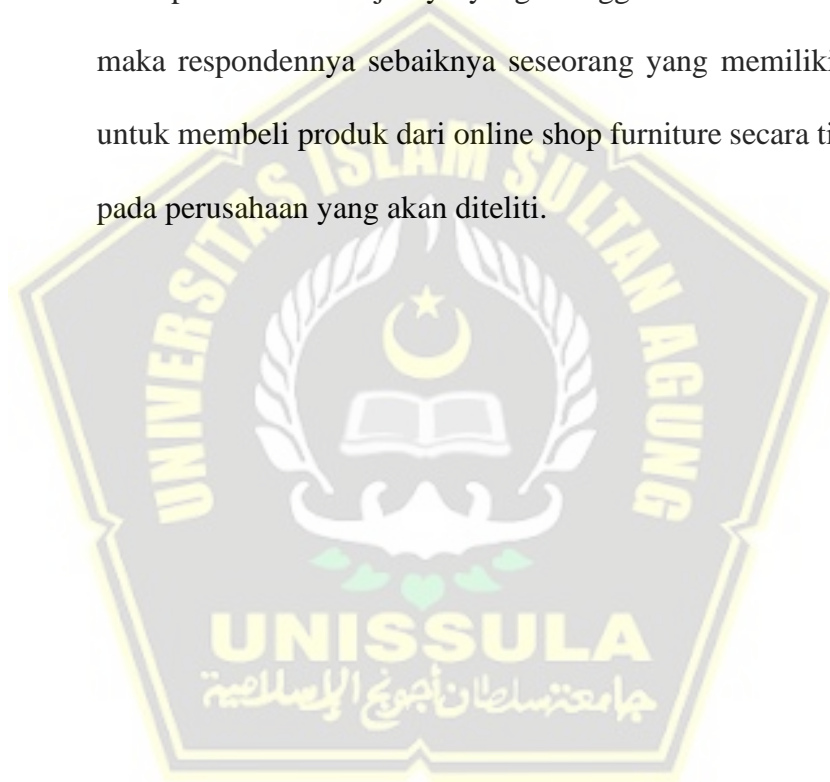 maka respondennya sebaiknya seseorang yang memiliki
untuk membeli produk dari online shop furniture secara
pada perusahaan yang akan diteliti.
UNIVERSITAS ISLAM SULTAN AGUNG
UNISSULA
جامعة سلطان أجونج الإسلامية